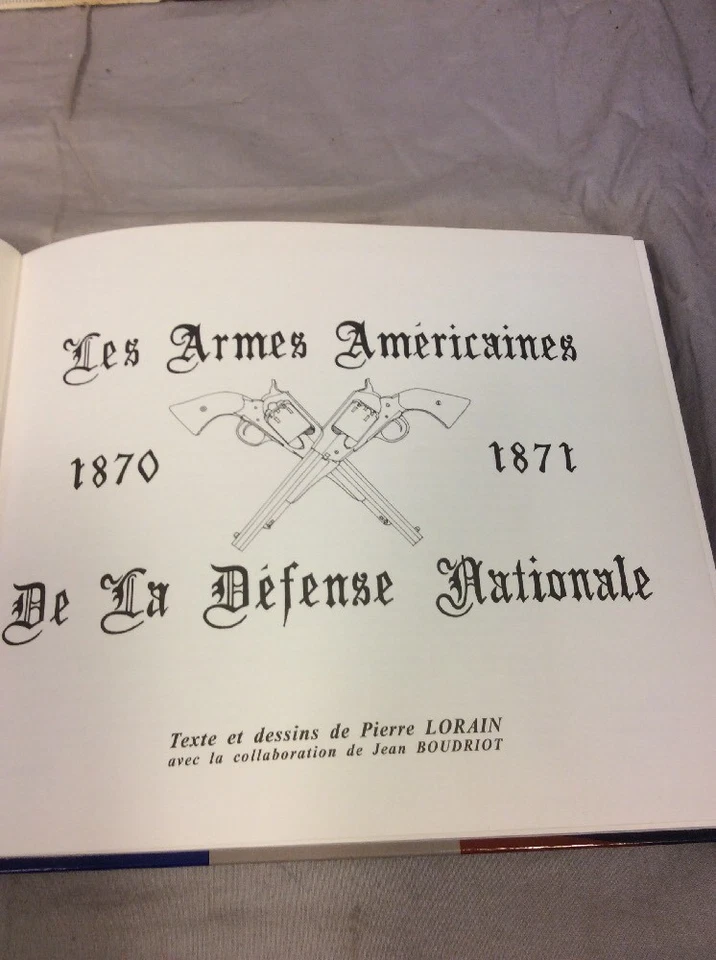 Les Armes Américaines
1870 1871
De La Défense Nationale
Texte et dessins de Pierre LORAIN
avec la collaboration de Jean BOUDRIOT